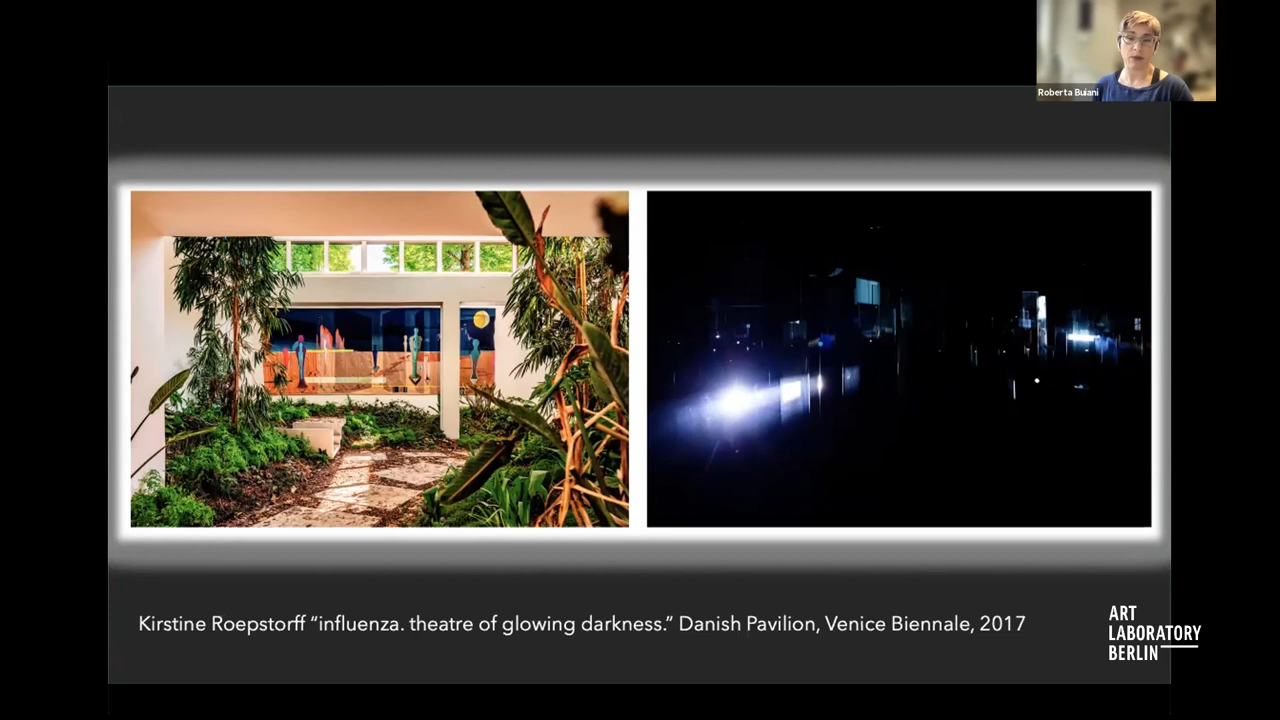 Roberta Buiani
Kirstine Roepstorff “influenza. theatre of glowing darkness.” Danish Pavilion, Venice Biennale, 2017
ART
LABORATORY
BERLIN